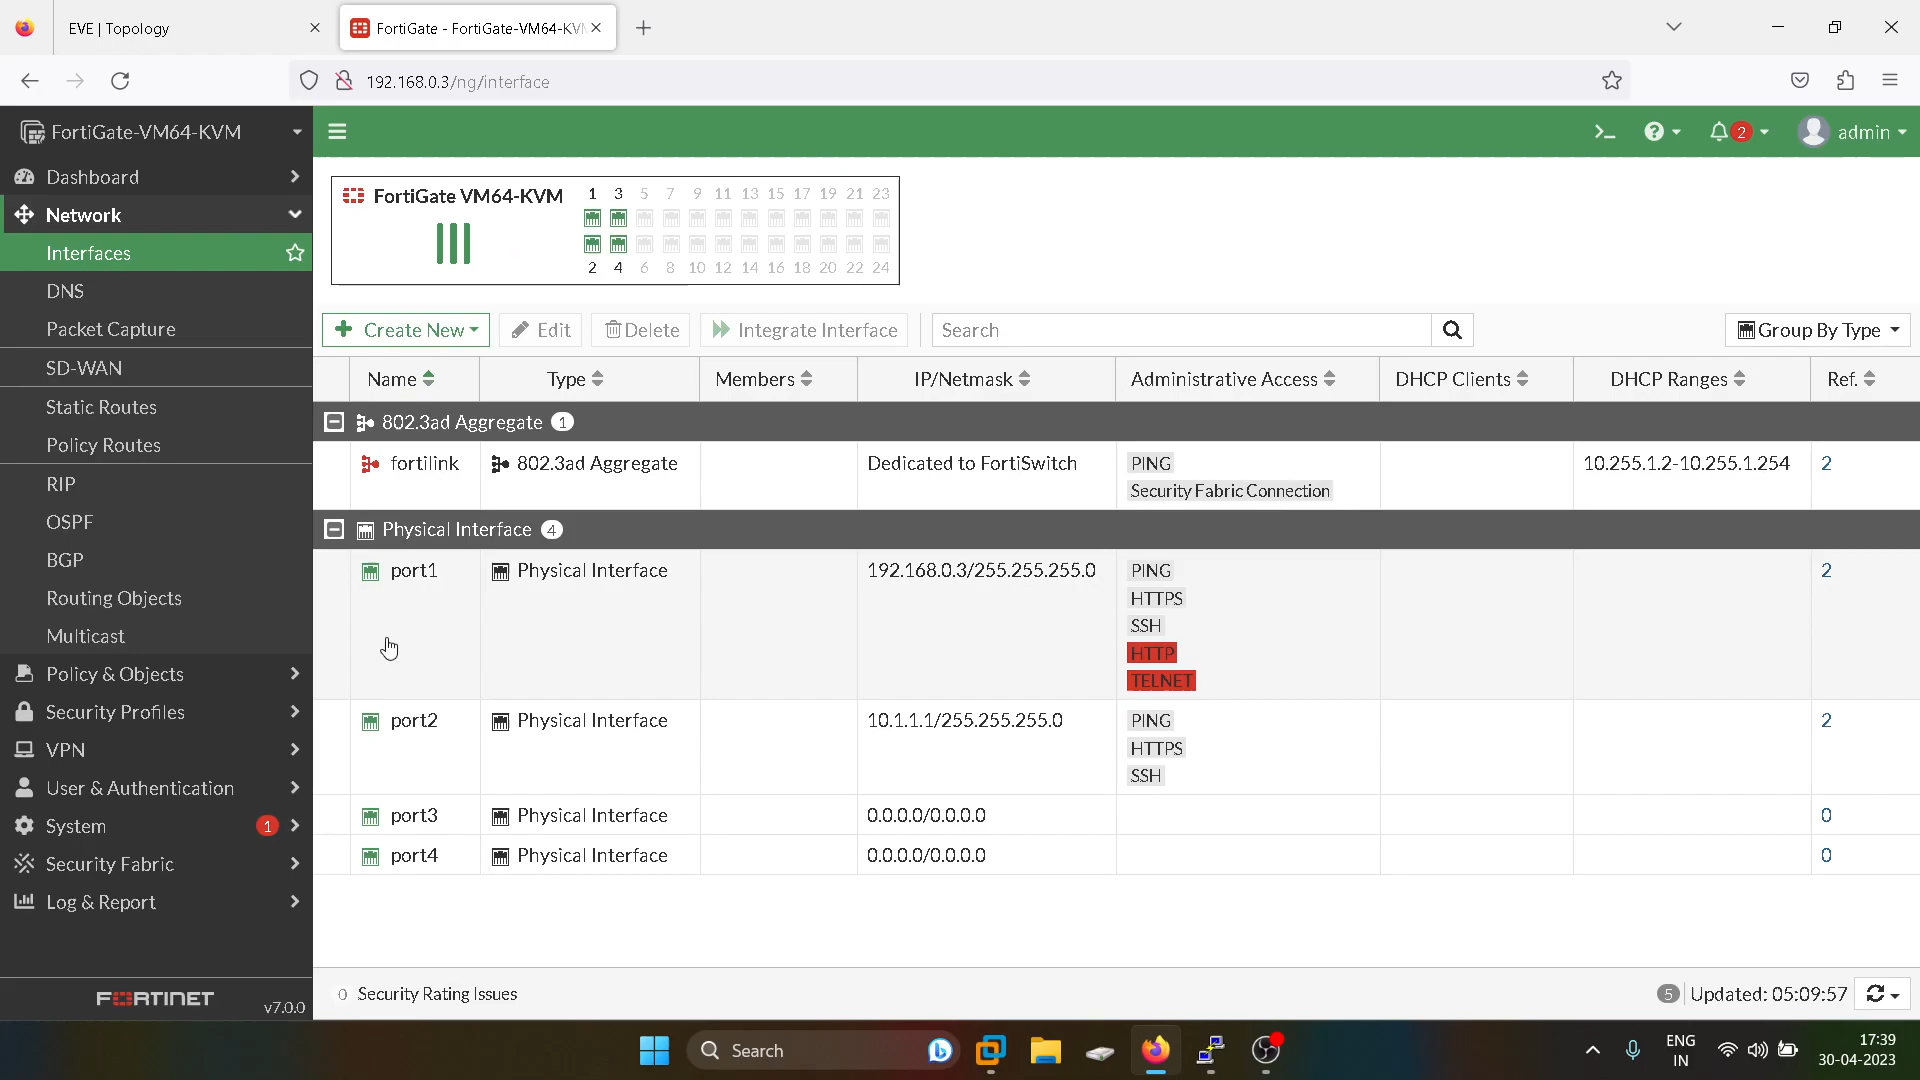 EVE | Topology
FortiGate - FortiGate-VM64-KVM
192.168.0.3/ng/interface
FortiGate-VM64-KVM
2
admin
Dashboard
Network
Interfaces
DNS
Packet Capture
SD-WAN
Static Routes
Policy Routes
RIP
OSPF
BGP
Routing Objects
Multicast
Policy & Objects
Security Profiles
VPN
User & Authentication
System 1
Security Fabric
Log & Report
FORTINET v7.0.0
FortiGate VM64-KVM
1 3 5 7 9 11 13 15 17 19 21 23
2 4 6 8 10 12 14 16 18 20 22 24
Create New Edit Delete Integrate Interface Search Group By Type
Name Type Members IP/Netmask Administrative Access DHCP Clients DHCP Ranges Ref.
802.3ad Aggregate 1
fortilink 802.3ad Aggregate Dedicated to FortiSwitch PING 10.255.1.2-10.255.1.254 2
Security Fabric Connection
Physical Interface 4
port1 Physical Interface 192.168.0.3/255.255.255.0 PING 2
HTTPS
SSH
HTTP
TELNET
port2 Physical Interface 10.1.1.1/255.255.255.0 PING 2
HTTPS
SSH
port3 Physical Interface 0.0.0.0/0.0.0.0 0
port4 Physical Interface 0.0.0.0/0.0.0.0 0
0 Security Rating Issues
5 Updated: 05:09:57
Search
ENG
IN
17:39
30-04-2023